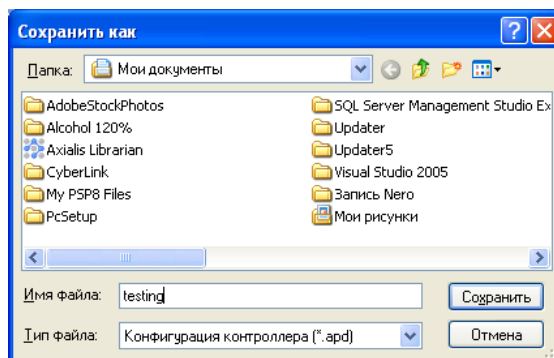 Сохранить как
Папка: Мои документы
AdobeStockPhotos
Alcohol 120%
Axialis Librarian
CyberLink
My PSP8 Files
PcSetup
SQL Server Management Studio Ex
Updater
Updater5
Visual Studio 2005
Запись Nero
Мои рисунки
Имя файла: testing
Сохранить
Тип файла: Конфигурация контроллера (*.apd)
Отмена